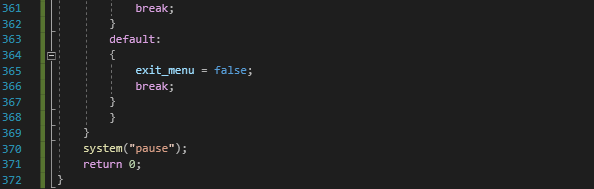 361 break;
362 }
363 default:
364 {
365 exit_menu = false;
366 break;
367 }
368 }
369 }
370 system("pause");
371 return 0;
372 }